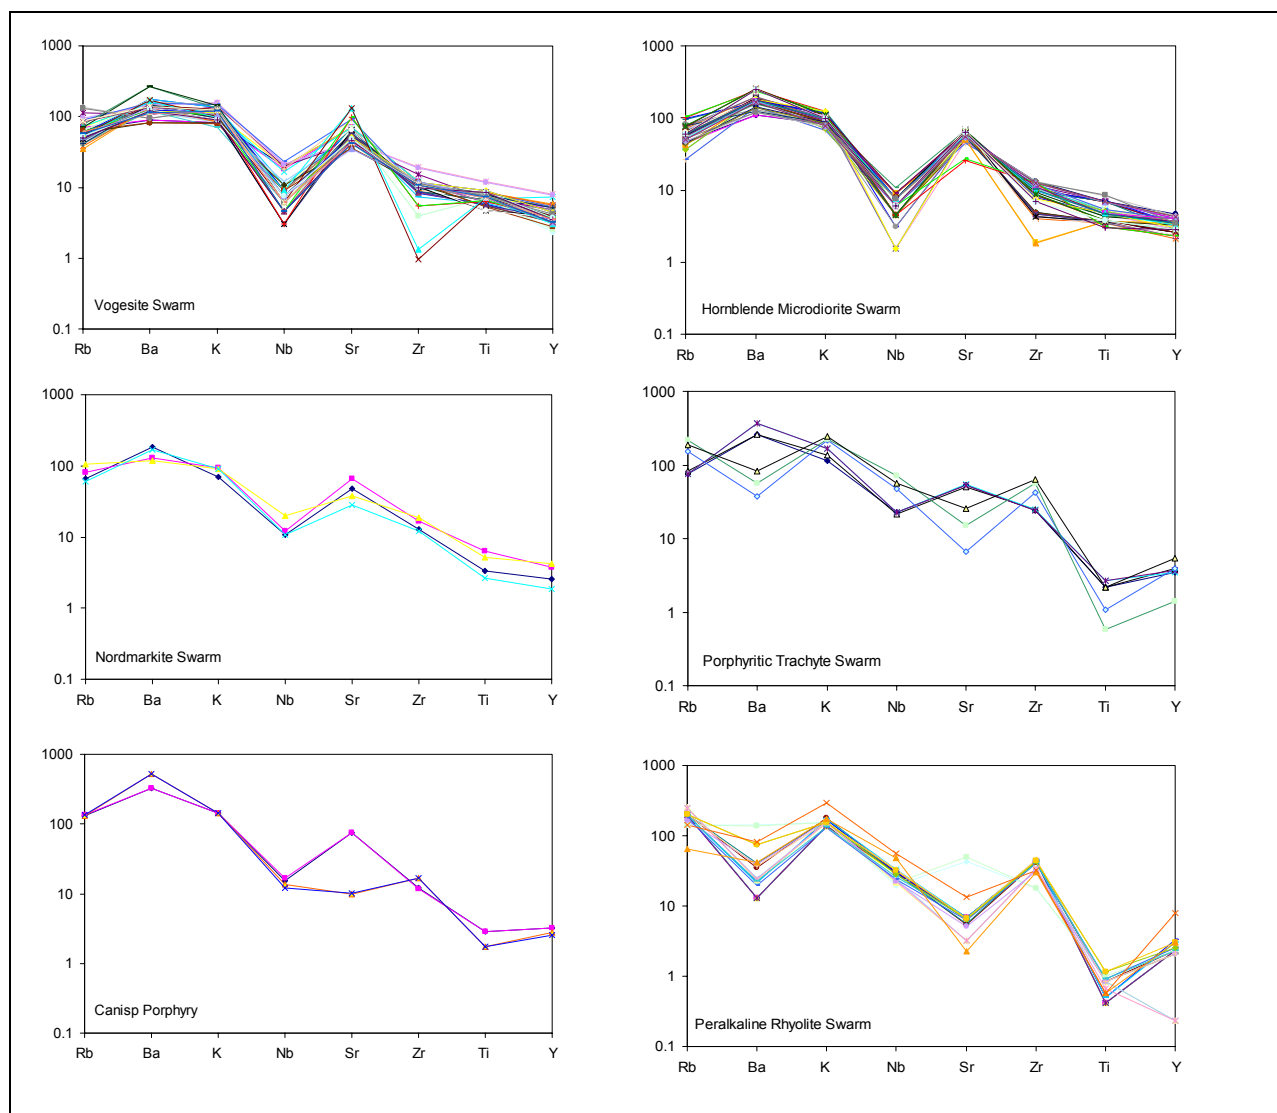 1000
100
10
1
0.1
Vogesite Swarm
Rb Ba K Nb Sr Zr Ti Y
1000
100
10
1
0.1
Hornblende Microdiorite Swarm
Rb Ba K Nb Sr Zr Ti Y
1000
100
10
1
0.1
Nordmarkite Swarm
Rb Ba K Nb Sr Zr Ti Y
1000
100
10
1
0.1
Porphyritic Trachyte Swarm
Rb Ba K Nb Sr Zr Ti Y
1000
100
10
1
0.1
Canisp Porphyry
Rb Ba K Nb Sr Zr Ti Y
1000
100
10
1
0.1
Peralkaline Rhyolite Swarm
Rb Ba K Nb Sr Zr Ti Y